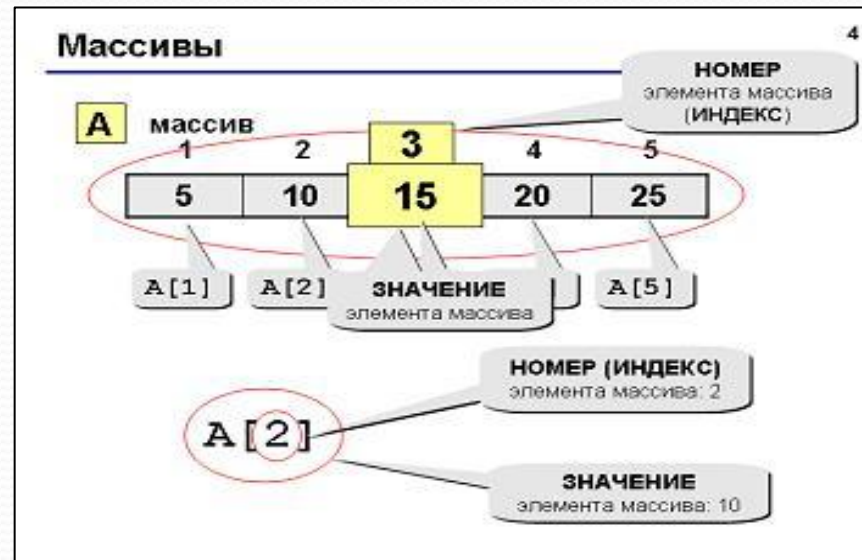 Массивы
4
НОМЕР
элемента массива
(ИНДЕКС)
A массив
1 2 3 4 5
5 10 15 20 25
A[1] A[2] A[5]
ЗНАЧЕНИЕ
элемента массива
НОМЕР (ИНДЕКС)
элемента массива: 2
A[2]
ЗНАЧЕНИЕ
элемента массива: 10